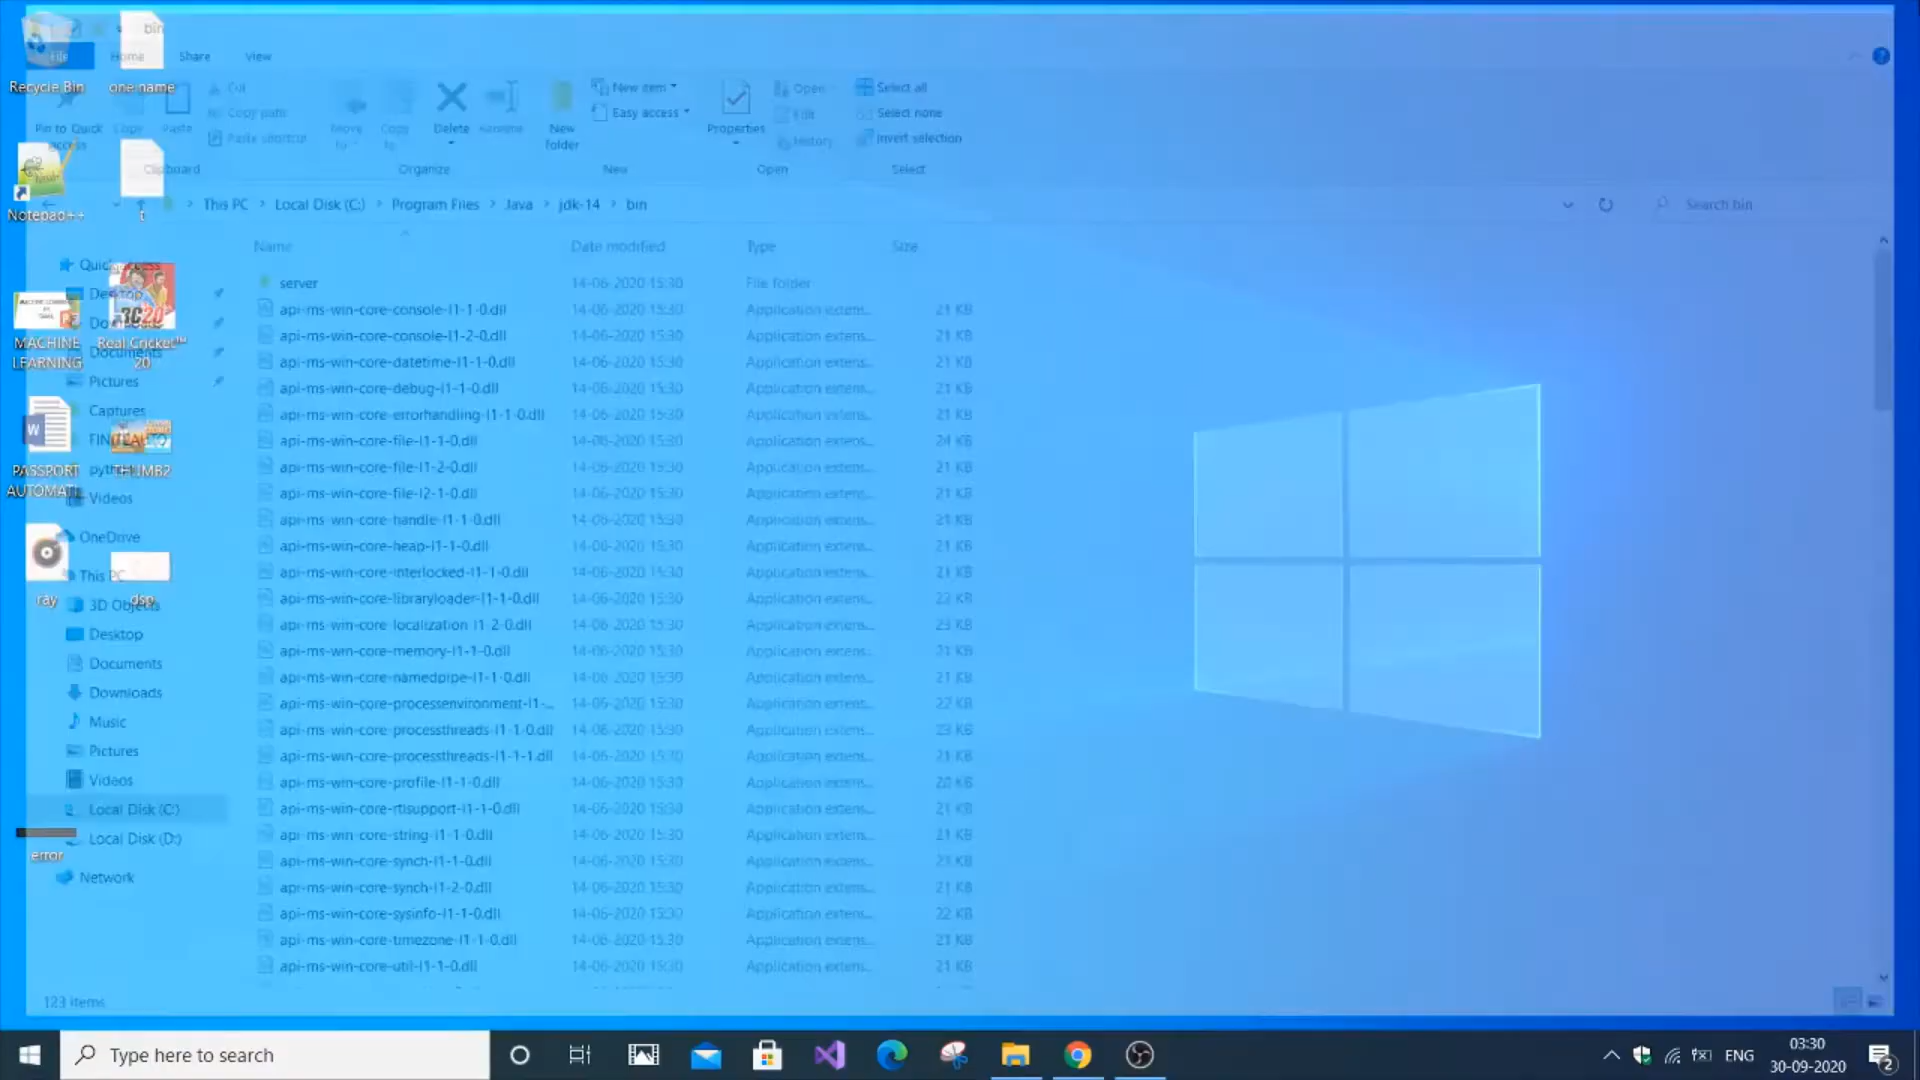 bin
File Home Share View
Recycle Bin
one name
Cut
Copy path
Paste shortcut
Pin to Quick access
Copy
Paste
Move to
Copy to
Delete
Rename
New folder
New item
Easy access
Properties
Open
Edit
History
Select all
Select none
Invert selection
Clipboard
Organize
New
Open
Select
Notepad++
t
This PC > Local Disk (C:) > Program Files > Java > jdk-14 > bin
Search bin
Name Date modified Type Size
server 14-06-2020 15:30 File folder
api-ms-win-core-console-l1-1-0.dll 14-06-2020 15:30 Application extens... 21 KB
api-ms-win-core-console-l1-2-0.dll 14-06-2020 15:30 Application extens... 21 KB
api-ms-win-core-datetime-l1-1-0.dll 14-06-2020 15:30 Application extens... 21 KB
api-ms-win-core-debug-l1-1-0.dll 14-06-2020 15:30 Application extens... 21 KB
api-ms-win-core-errorhandling-l1-1-0.dll 14-06-2020 15:30 Application extens... 21 KB
api-ms-win-core-file-l1-1-0.dll 14-06-2020 15:30 Application extens... 24 KB
api-ms-win-core-file-l1-2-0.dll 14-06-2020 15:30 Application extens... 21 KB
api-ms-win-core-file-l2-1-0.dll 14-06-2020 15:30 Application extens... 21 KB
api-ms-win-core-handle-l1-1-0.dll 14-06-2020 15:30 Application extens... 21 KB
api-ms-win-core-heap-l1-1-0.dll 14-06-2020 15:30 Application extens... 21 KB
api-ms-win-core-interlocked-l1-1-0.dll 14-06-2020 15:30 Application extens... 21 KB
api-ms-win-core-libraryloader-l1-1-0.dll 14-06-2020 15:30 Application extens... 22 KB
api-ms-win-core-localization-l1-2-0.dll 14-06-2020 15:30 Application extens... 23 KB
api-ms-win-core-memory-l1-1-0.dll 14-06-2020 15:30 Application extens... 21 KB
api-ms-win-core-namedpipe-l1-1-0.dll 14-06-2020 15:30 Application extens... 21 KB
api-ms-win-core-processenvironment-l1-... 14-06-2020 15:30 Application extens... 22 KB
api-ms-win-core-processthreads-l1-1-0.dll 14-06-2020 15:30 Application extens... 23 KB
api-ms-win-core-processthreads-l1-1-1.dll 14-06-2020 15:30 Application extens... 21 KB
api-ms-win-core-profile-l1-1-0.dll 14-06-2020 15:30 Application extens... 20 KB
api-ms-win-core-rtlsupport-l1-1-0.dll 14-06-2020 15:30 Application extens... 21 KB
api-ms-win-core-string-l1-1-0.dll 14-06-2020 15:30 Application extens... 21 KB
api-ms-win-core-synch-l1-1-0.dll 14-06-2020 15:30 Application extens... 23 KB
api-ms-win-core-synch-l1-2-0.dll 14-06-2020 15:30 Application extens... 21 KB
api-ms-win-core-sysinfo-l1-1-0.dll 14-06-2020 15:30 Application extens... 22 KB
api-ms-win-core-timezone-l1-1-0.dll 14-06-2020 15:30 Application extens... 21 KB
api-ms-win-core-util-l1-1-0.dll 14-06-2020 15:30 Application extens... 21 KB
Quick access
Desktop
Downloads
Documents
Pictures
Captures
Videos
OneDrive
This PC
3D Objects
Desktop
Documents
Downloads
Music
Pictures
Videos
Local Disk (C:)
Local Disk (D:)
Network
MACHINE LEARNING
Real Cricket™ 20
PASSPORT AUTOMATI...
THUMB2
ray
dsp
error
123 items
Type here to search
ENG
03:30
30-09-2020
2